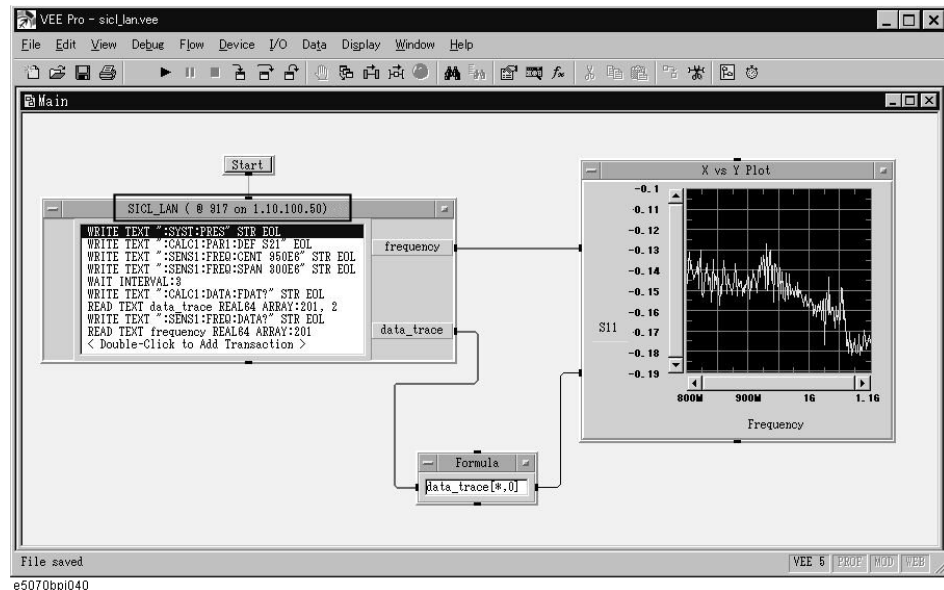 VEE Pro - sicl_lan.vee
File Edit View Debug Flow Device I/O Data Display Window Help
Main
Start
SICL_LAN ( @ 917 on 1.10.100.50)
WRITE TEXT ":SYST:PRES" STR EOL
WRITE TEXT ":CALC1:PAR1:DEF S21" EOL
WRITE TEXT ":SENS1:FREQ:CENT 950E6" STR EOL
WRITE TEXT ":SENS1:FREQ:SPAN 300E6" STR EOL
WAIT INTERVAL:3
WRITE TEXT ":CALC1:DATA:FDAT?" STR EOL
READ TEXT data_trace REAL64 ARRAY:201, 2
WRITE TEXT ":SENS1:FREQ:DATA?" STR EOL
READ TEXT frequency REAL64 ARRAY:201
< Double-Click to Add Transaction >
frequency
data_trace
Formula
data_trace[*,0]
X vs Y Plot
-0.1
-0.11
-0.12
-0.13
-0.14
-0.15
-0.16
S11
-0.17
-0.18
-0.19
800M 900M 1G 1.1G
Frequency
File saved
VEE 5 PROF MOD WEB
e5070bpj040